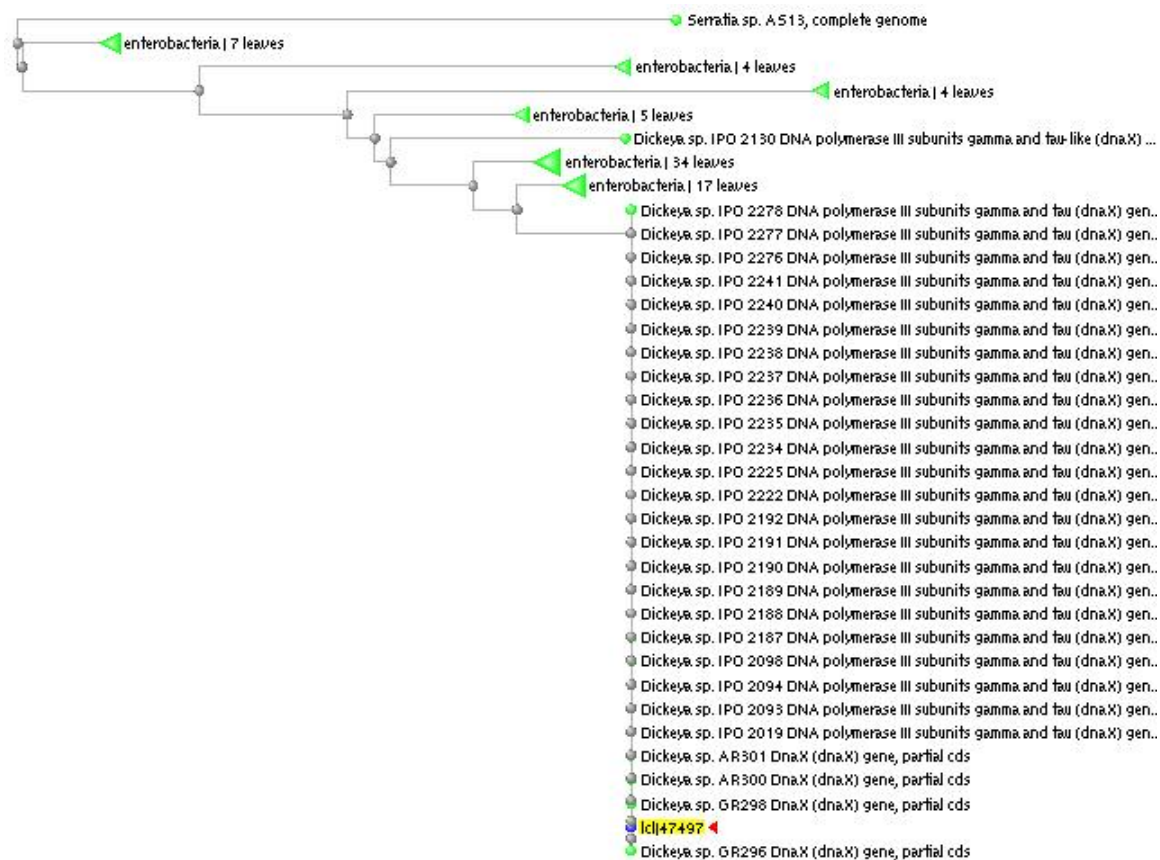 Serratia sp. AS13, complete genome
enterobacteria | 7 leaves
enterobacteria | 4 leaves
enterobacteria | 4 leaves
enterobacteria | 5 leaves
Dickeya sp. IPO 2130 DNA polymerase III subunits gamma and tau-like (dnaX) ...
enterobacteria | 34 leaves
enterobacteria | 17 leaves
Dickeya sp. IPO 2278 DNA polymerase III subunits gamma and tau (dnaX) gen...
Dickeya sp. IPO 2277 DNA polymerase III subunits gamma and tau (dnaX) gen...
Dickeya sp. IPO 2276 DNA polymerase III subunits gamma and tau (dnaX) gen...
Dickeya sp. IPO 2241 DNA polymerase III subunits gamma and tau (dnaX) gen...
Dickeya sp. IPO 2240 DNA polymerase III subunits gamma and tau (dnaX) gen...
Dickeya sp. IPO 2239 DNA polymerase III subunits gamma and tau (dnaX) gen...
Dickeya sp. IPO 2238 DNA polymerase III subunits gamma and tau (dnaX) gen...
Dickeya sp. IPO 2237 DNA polymerase III subunits gamma and tau (dnaX) gen...
Dickeya sp. IPO 2236 DNA polymerase III subunits gamma and tau (dnaX) gen...
Dickeya sp. IPO 2235 DNA polymerase III subunits gamma and tau (dnaX) gen...
Dickeya sp. IPO 2234 DNA polymerase III subunits gamma and tau (dnaX) gen...
Dickeya sp. IPO 2225 DNA polymerase III subunits gamma and tau (dnaX) gen...
Dickeya sp. IPO 2222 DNA polymerase III subunits gamma and tau (dnaX) gen...
Dickeya sp. IPO 2192 DNA polymerase III subunits gamma and tau (dnaX) gen...
Dickeya sp. IPO 2191 DNA polymerase III subunits gamma and tau (dnaX) gen...
Dickeya sp. IPO 2190 DNA polymerase III subunits gamma and tau (dnaX) gen...
Dickeya sp. IPO 2189 DNA polymerase III subunits gamma and tau (dnaX) gen...
Dickeya sp. IPO 2188 DNA polymerase III subunits gamma and tau (dnaX) gen...
Dickeya sp. IPO 2187 DNA polymerase III subunits gamma and tau (dnaX) gen...
Dickeya sp. IPO 2098 DNA polymerase III subunits gamma and tau (dnaX) gen...
Dickeya sp. IPO 2094 DNA polymerase III subunits gamma and tau (dnaX) gen...
Dickeya sp. IPO 2093 DNA polymerase III subunits gamma and tau (dnaX) gen...
Dickeya sp. IPO 2019 DNA polymerase III subunits gamma and tau (dnaX) gen...
Dickeya sp. AR301 DnaX (dnaX) gene, partial cds
Dickeya sp. AR300 DnaX (dnaX) gene, partial cds
Dickeya sp. GR298 DnaX (dnaX) gene, partial cds
lcl|47497
Dickeya sp. GR296 DnaX (dnaX) gene, partial cds